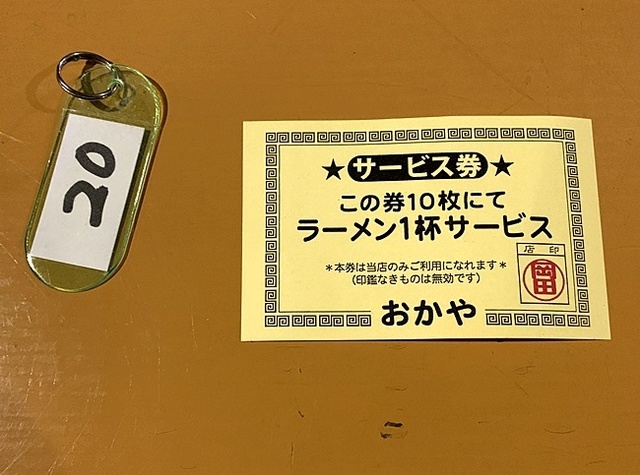 20
★サービス券★
この券10枚にて
ラーメン1杯サービス
＊本券は当店のみご利用になれます＊
（印鑑なきものは無効です）
店 印
岡田
おかや